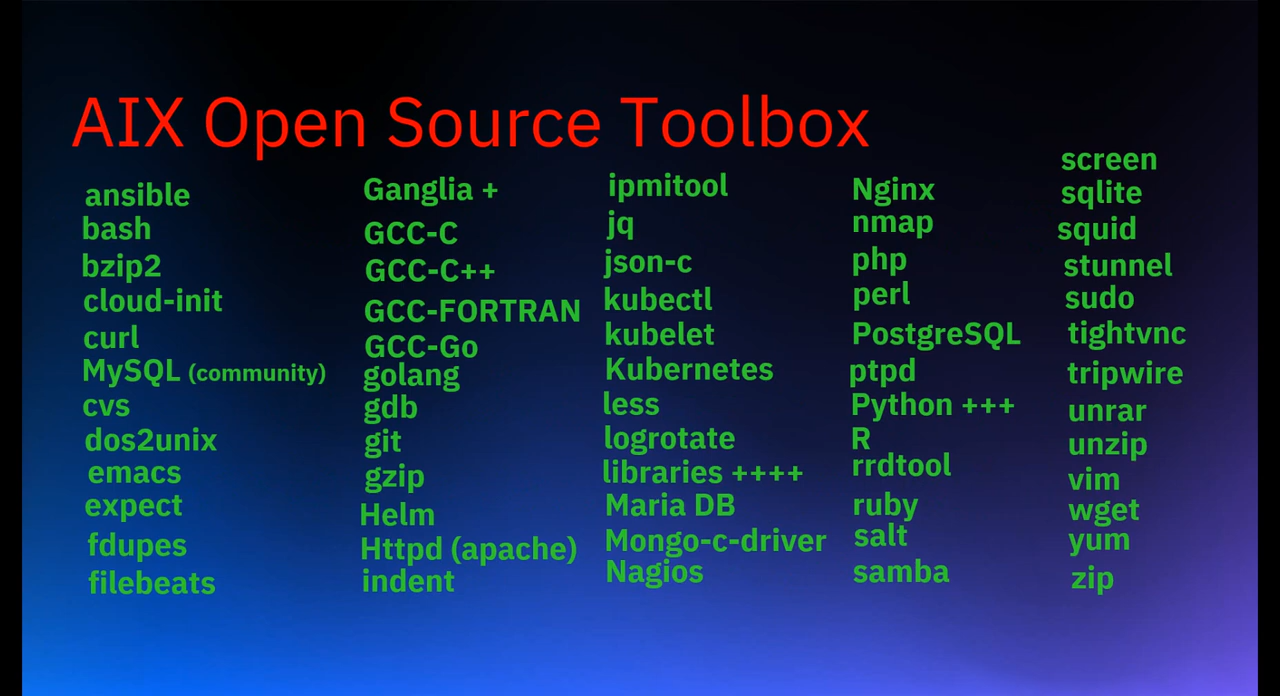 AIX Open Source Toolbox
ansible
bash
bzip2
cloud-init
curl
MySQL (community)
cvs
dos2unix
emacs
expect
fdupes
filebeats
Ganglia +
GCC-C
GCC-C++
GCC-FORTRAN
GCC-Go
golang
gdb
git
gzip
Helm
Httpd (apache)
indent
ipmitool
jq
json-c
kubectl
kubelet
Kubernetes
less
logrotate
libraries ++++
Maria DB
Mongo-c-driver
Nagios
Nginx
nmap
php
perl
PostgreSQL
ptpd
Python +++
R
rrdtool
ruby
salt
samba
screen
sqlite
squid
stunnel
sudo
tightvnc
tripwire
unrar
unzip
vim
wget
yum
zip